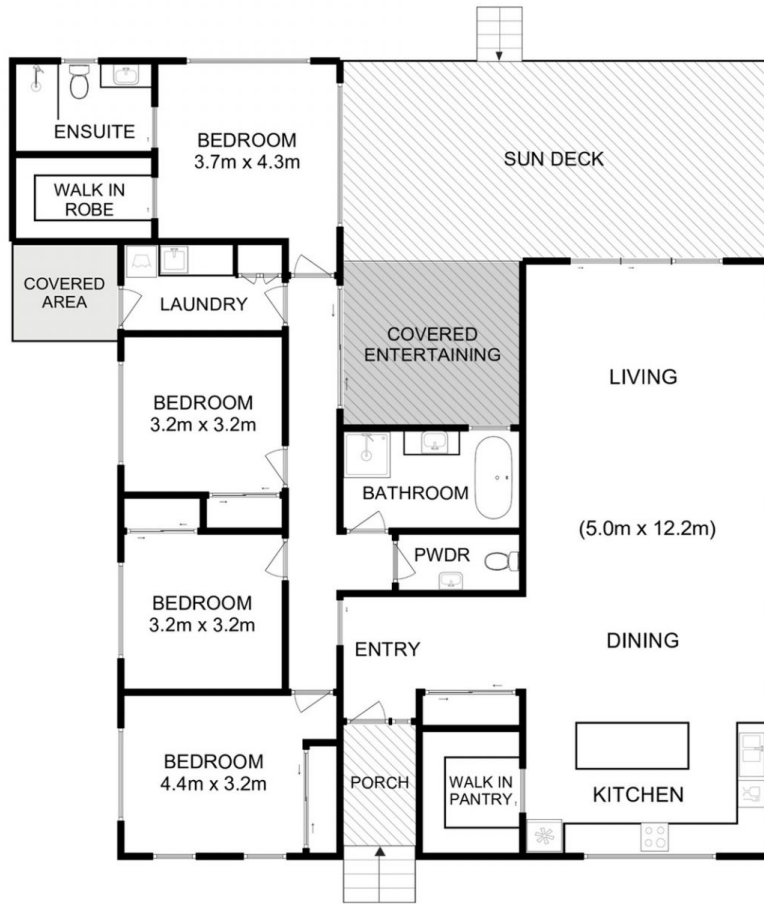 ENSUITE
BEDROOM
3.7m x 4.3m
SUN DECK
WALK IN
ROBE
COVERED
AREA
LAUNDRY
COVERED
ENTERTAINING
LIVING
BEDROOM
3.2m x 3.2m
BATHROOM
(5.0m x 12.2m)
PWDR
BEDROOM
3.2m x 3.2m
ENTRY
DINING
BEDROOM
4.4m x 3.2m
PORCH
WALK IN
PANTRY
KITCHEN